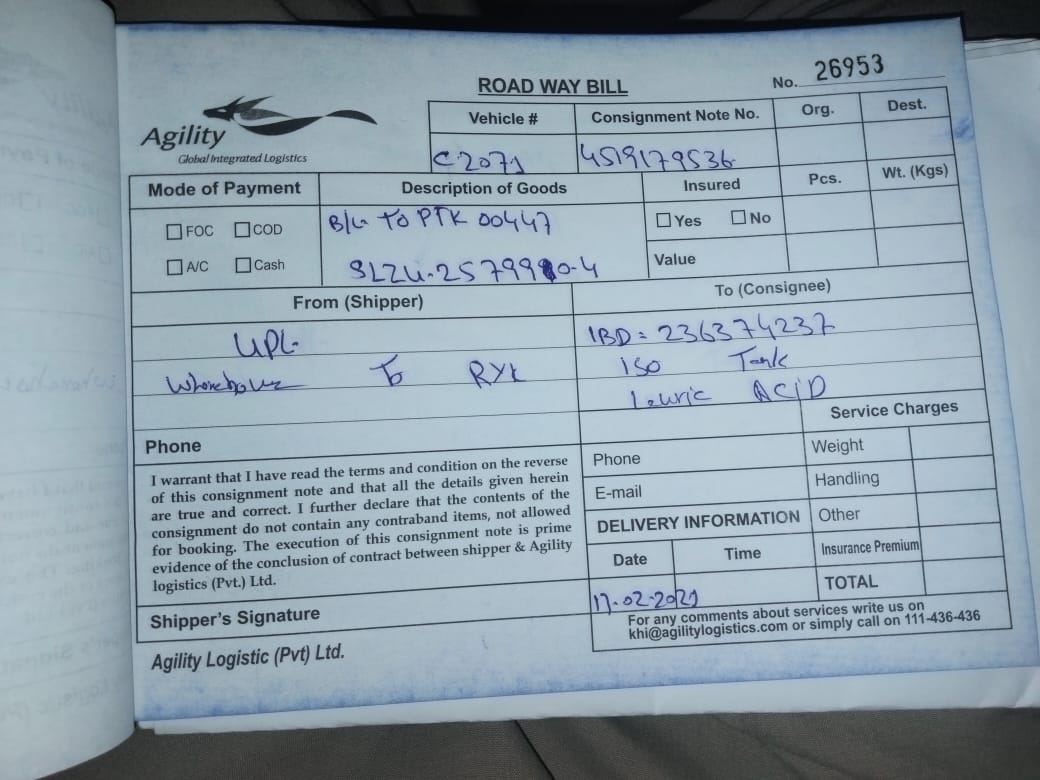 ROAD WAY BILL
No. 26953
Agility
Global Integrated Logistics
Vehicle # Consignment Note No. Org. Dest.
C2071 4519179536
Mode of Payment Description of Goods Insured Pcs. Wt. (Kgs)
FOC COD B/L TO PTK 00447 Yes No
A/C Cash 2579 0-4 Value
From (Shipper) To (Consignee)
UPL IBD = 236374237
To RYK ISO Tank
Lauric ACiD
Service Charges
Phone
Phone Weight
E-mail Handling
I warrant that I have read the terms and condition on the reverse
of this consignment note and that all the details given herein
are true and correct. I further declare that the contents of the
consignment do not contain any contraband items, not allowed
for booking. The execution of this consignment note is prime
evidence of the conclusion of contract between shipper & Agility
logistics (Pvt.) Ltd.
DELIVERY INFORMATION Other
Date Time Insurance Premium
17-02-2021 TOTAL
Shipper's Signature
For any comments about services write us on
khi@agilitylogistics.com or simply call on 111-436-436
Agility Logistic (Pvt) Ltd.